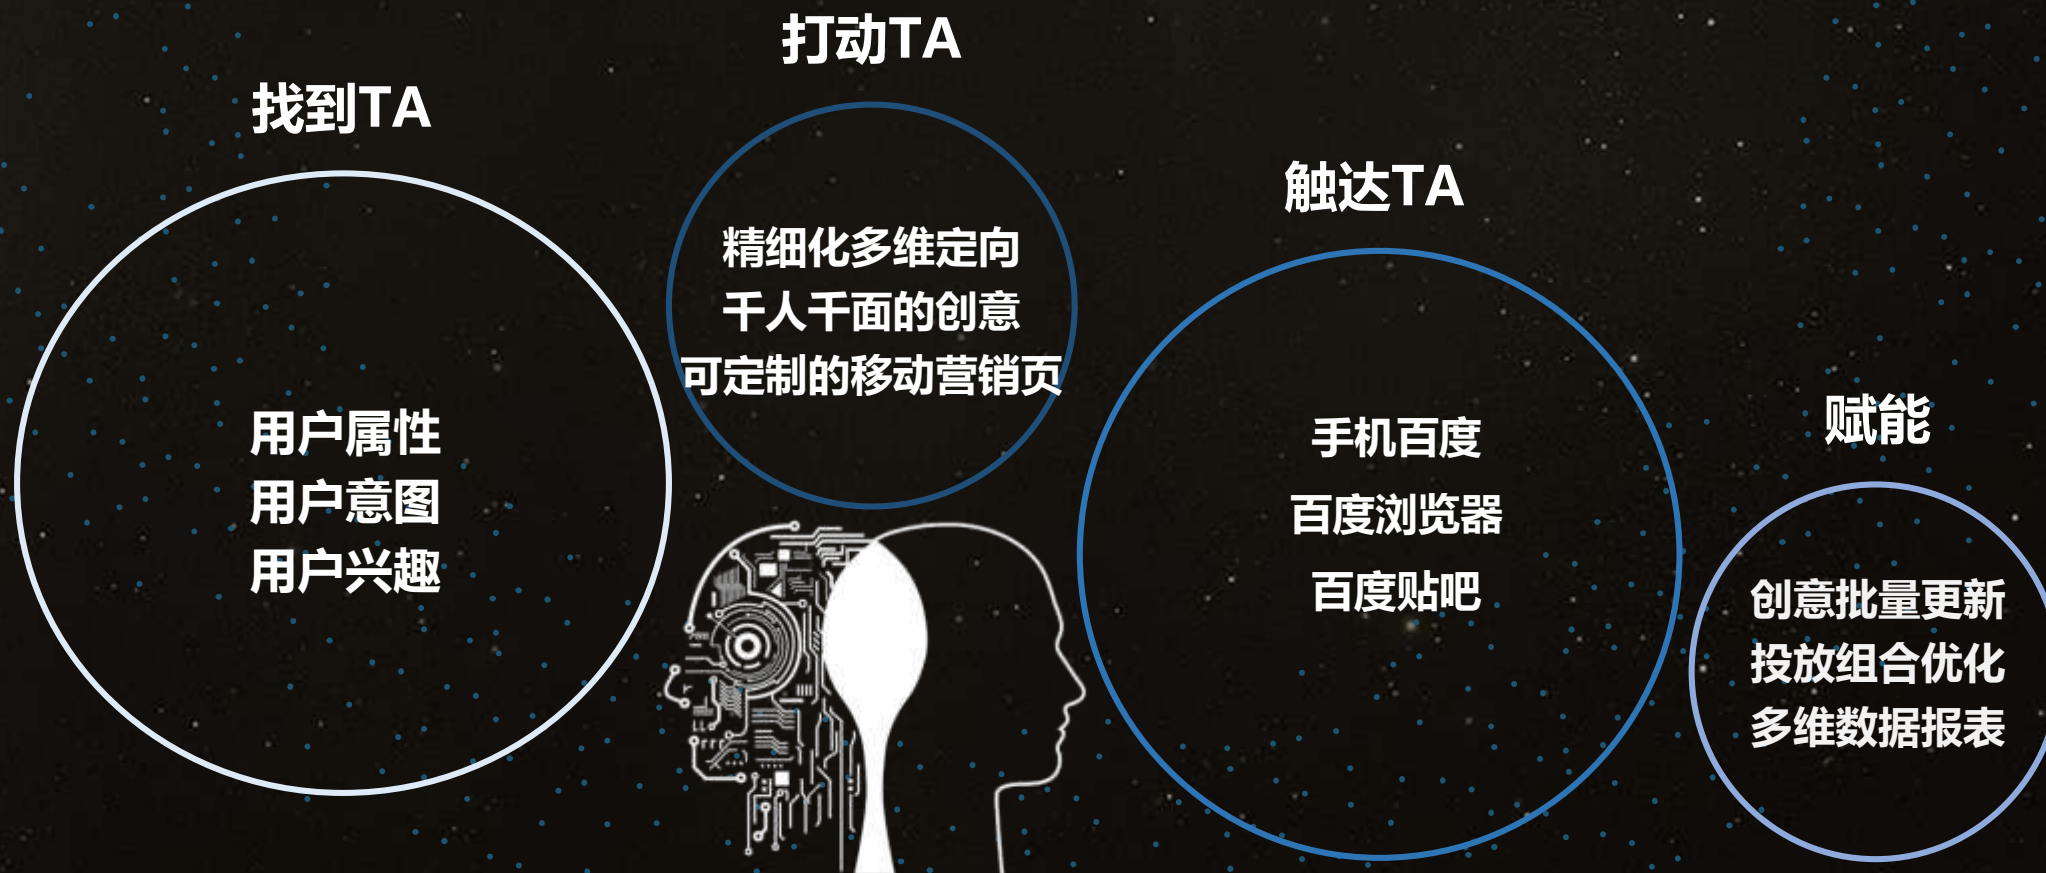 找到TA
用户属性
用户意图
用户兴趣
打动TA
精细化多维定向
千人千面的创意
可定制的移动营销页
触达TA
手机百度
百度浏览器
百度贴吧
赋能
创意批量更新
投放组合优化
多维数据报表